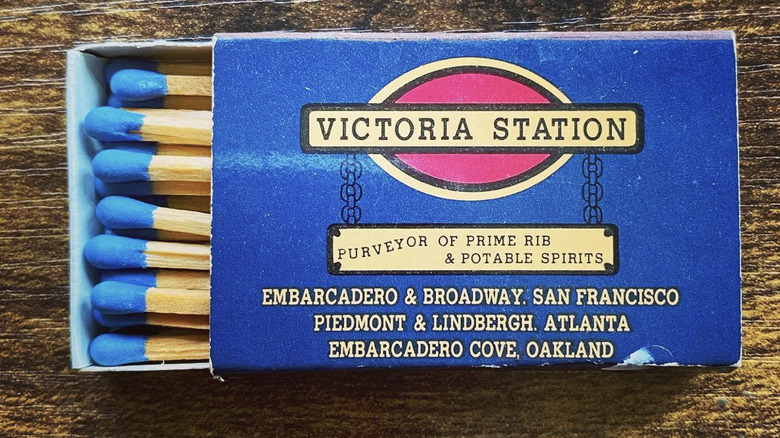 VICTORIA STATION
PURVEYOR OF PRIME RIB
& POTABLE SPIRITS
EMBARCADERO & BROADWAY. SAN FRANCISCO
PIEDMONT & LINDBERGH. ATLANTA
EMBARCADERO COVE, OAKLAND